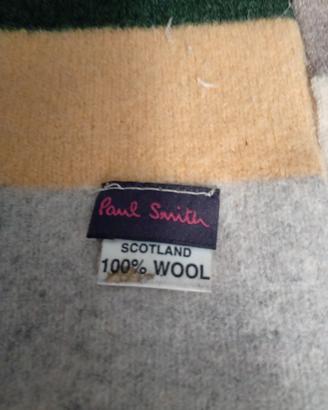 Paul Smith
SCOTLAND
100% WOOL